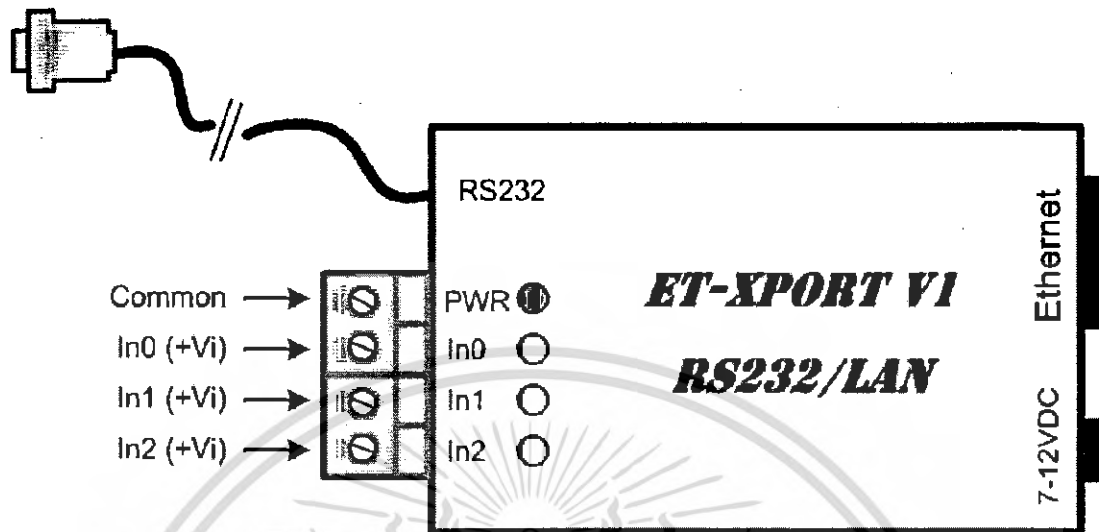 RS232
Ethernet
Common
PWR
ET-XPORT V1
In0 (+Vi)
In0
RS232/LAN
In1 (+Vi)
In1
In2 (+Vi)
In2
7-12VDC